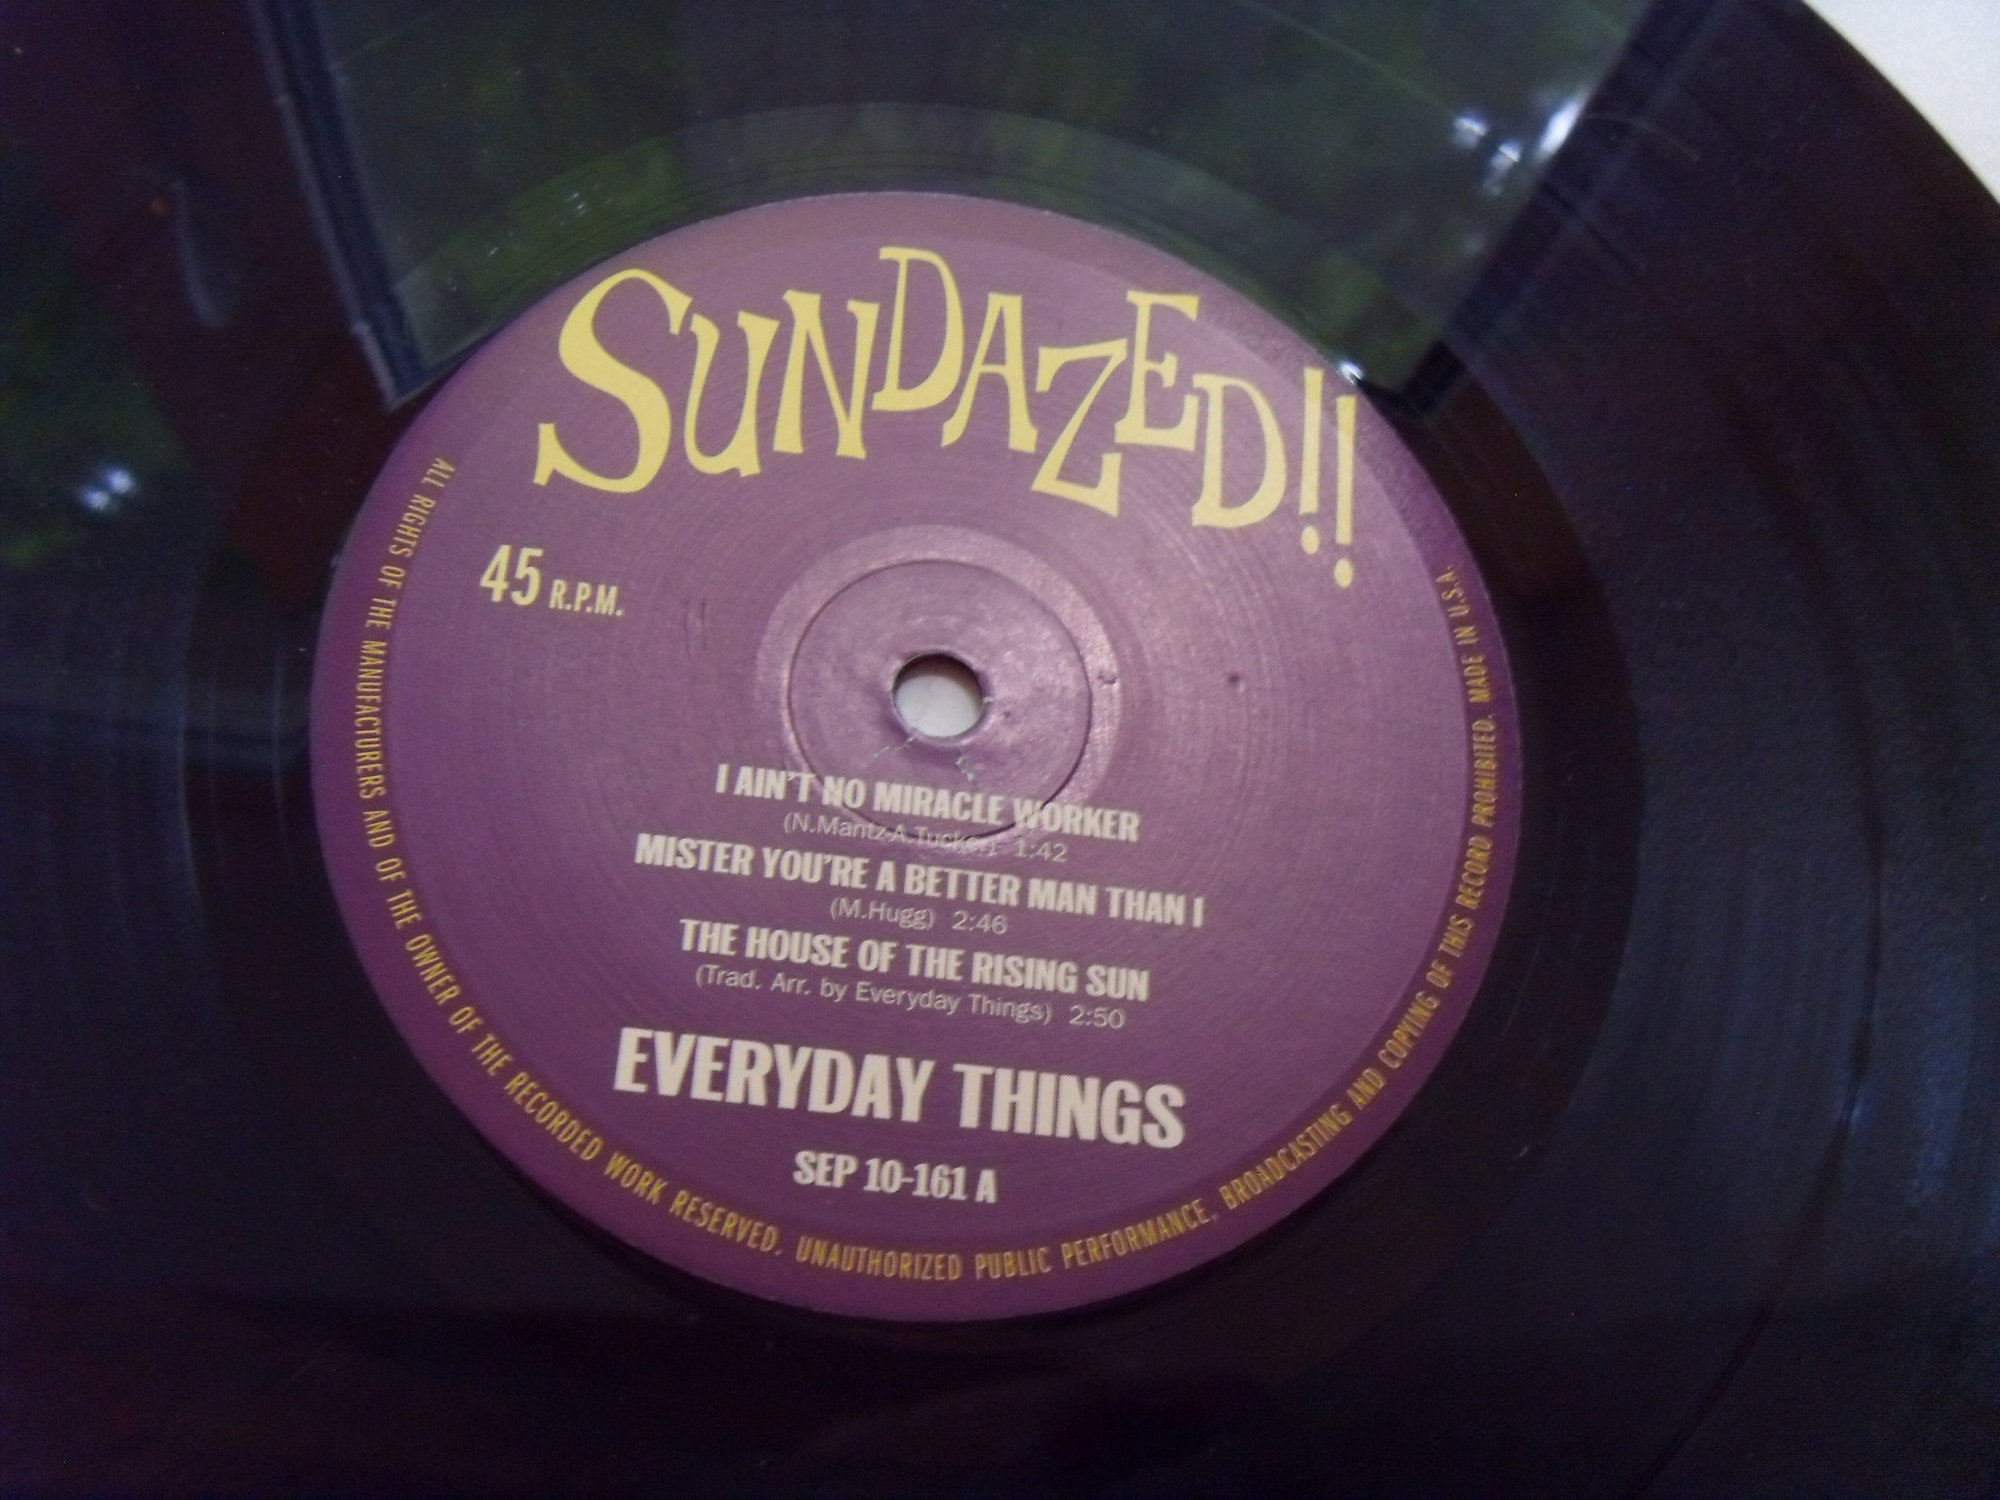 SUNDAZED!!
45 R.P.M.
I AIN'T NO MIRACLE WORKER
(N.Mantz-A.Tucker) 1:42
MISTER YOU'RE A BETTER MAN THAN I
(M.Hugg) 2:46
THE HOUSE OF THE RISING SUN
(Trad. Arr. by Everyday Things) 2:50
EVERYDAY THINGS
SEP 10-161 A
ALL RIGHTS OF THE MANUFACTURERS AND OF THE OWNER OF THE RECORDED WORK RESERVED. UNAUTHORIZED PUBLIC PERFORMANCE, BROADCASTING AND COPYING OF THIS RECORD PROHIBITED. MADE IN U.S.A.